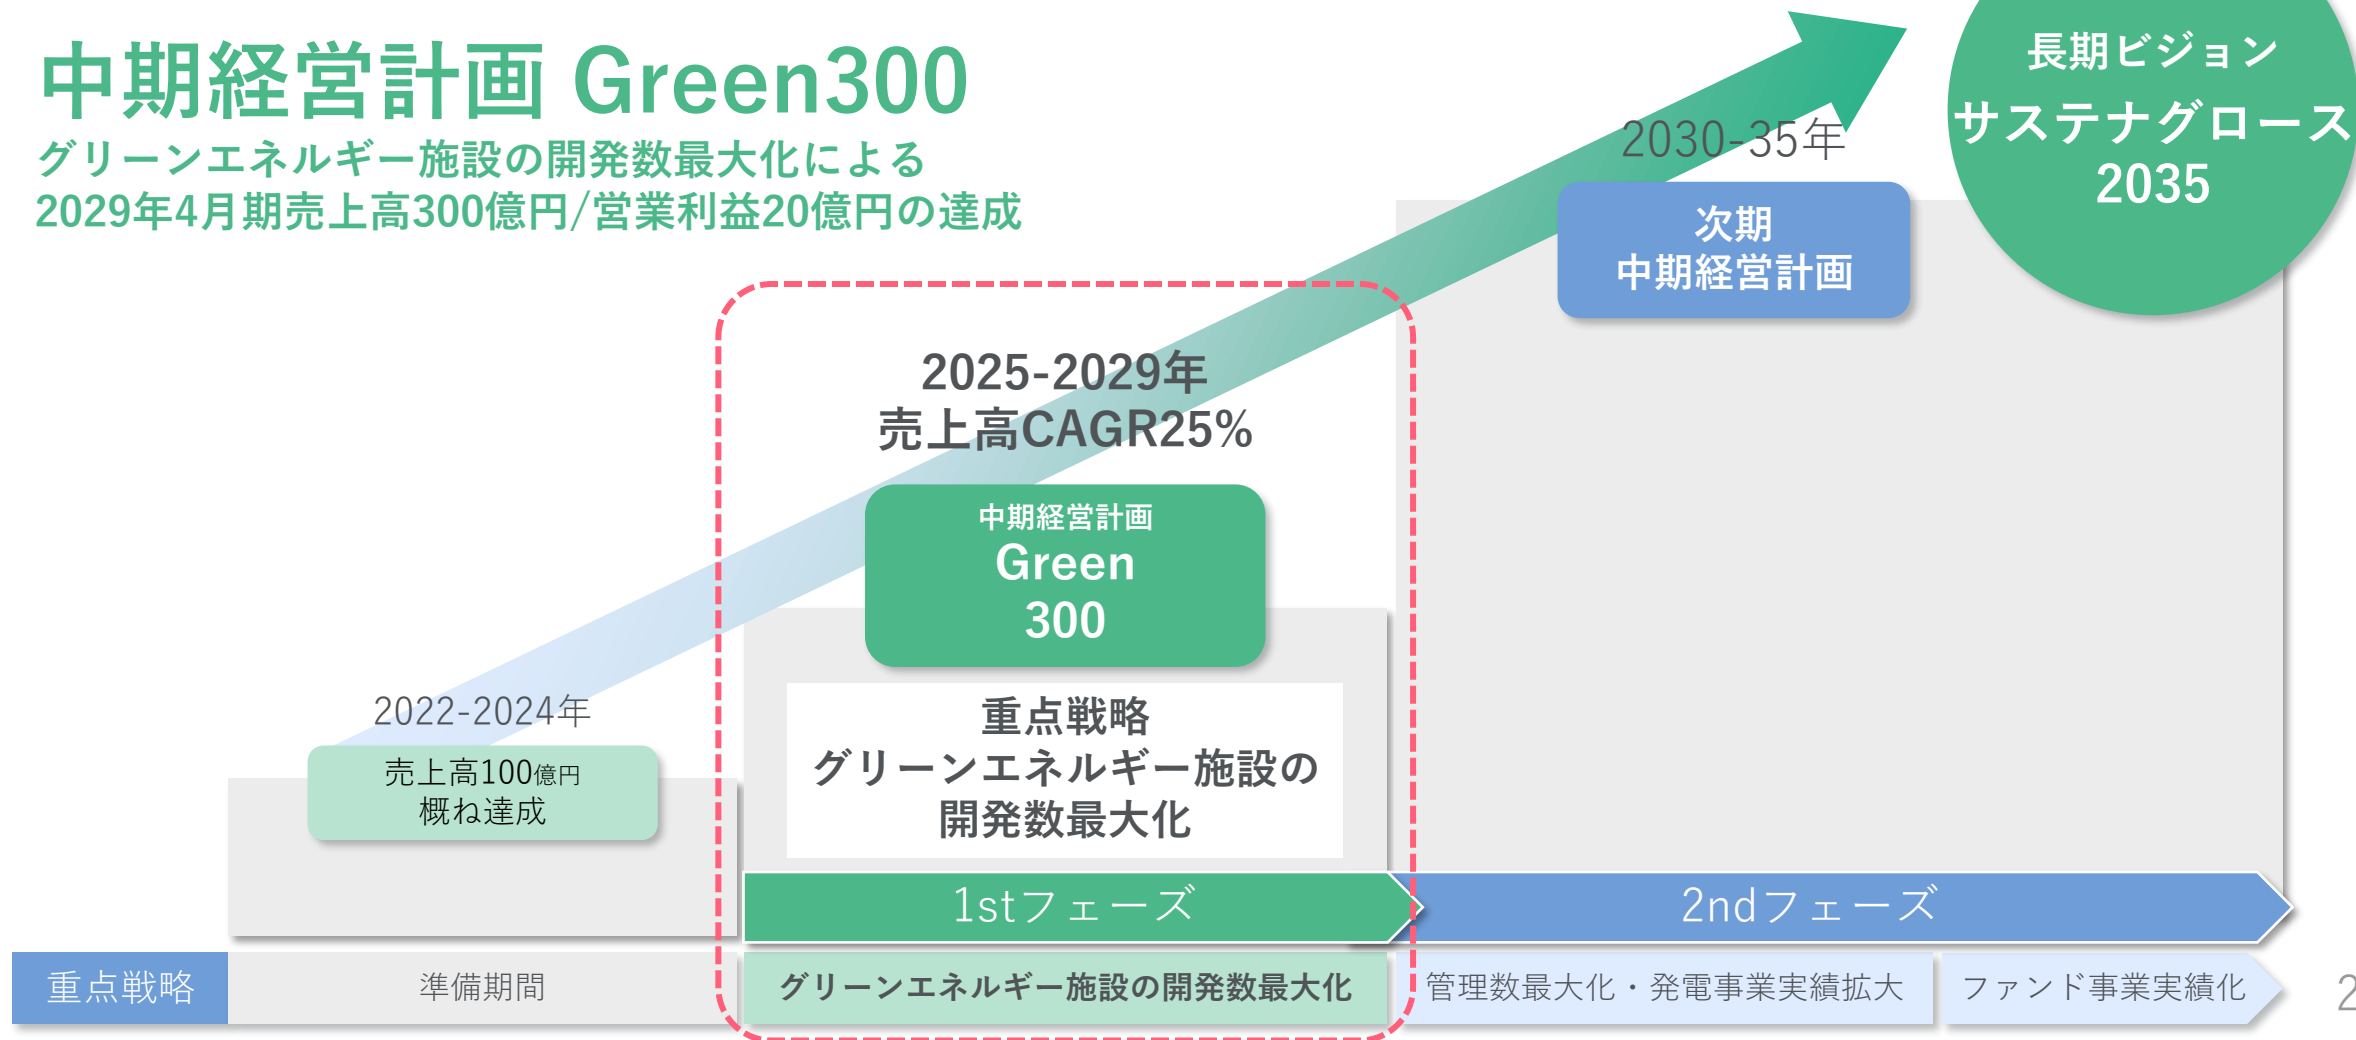 中期経営計画 Green300
グリーンエネルギー施設の開発数最大化による
2029年4月期売上高300億円/営業利益20億円の達成
長期ビジョン
サステナグロース
2035
2030-35年
次期
中期経営計画
2025-2029年
売上高CAGR25%
中期経営計画
Green
300
重点戦略
グリーンエネルギー施設の
開発数最大化
2022-2024年
売上高100億円
概ね達成
1stフェーズ
2ndフェーズ
重点戦略
準備期間
グリーンエネルギー施設の開発数最大化
管理数最大化・発電事業実績拡大
ファンド事業実績化
2